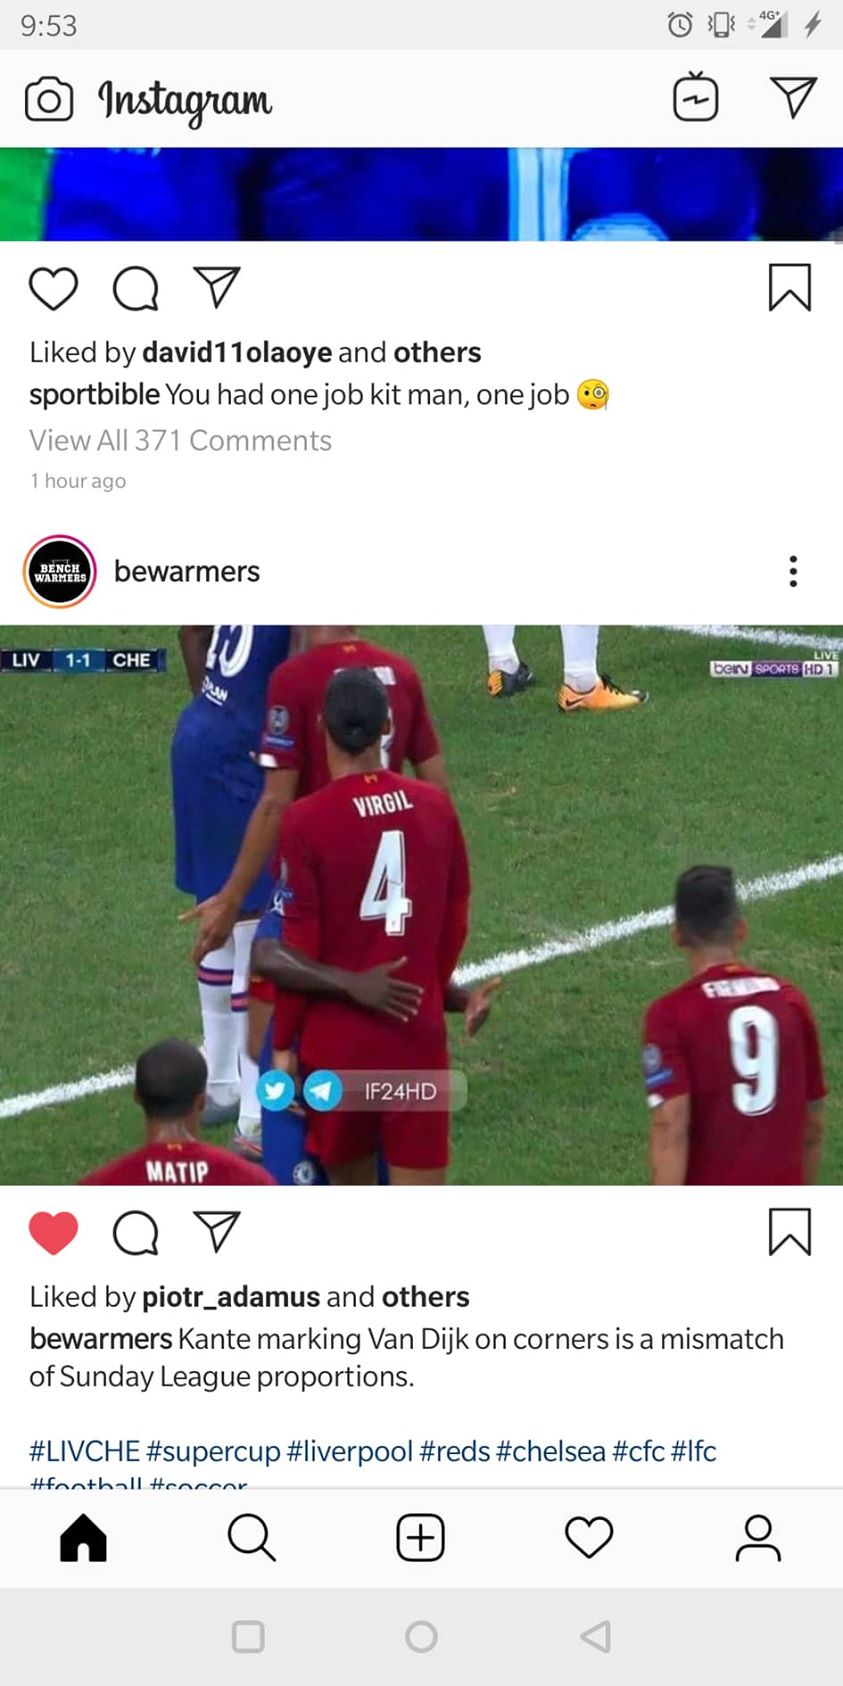 9:53
4G+
Instagram
Liked by david11olaoye and others
sportbible You had one job kit man, one job 🧐
View All 371 Comments
1 hour ago
BENCH
WARMERS
bewarmers
LIV 1-1 CHE
LIVE
beIN SPORTS HD 1
VIRGIL
4
9
IF24HD
MATIP
Liked by piotr_adamus and others
bewarmers Kante marking Van Dijk on corners is a mismatch
of Sunday League proportions.
#LIVCHE #supercup #liverpool #reds #chelsea #cfc #lfc
#football #soccer